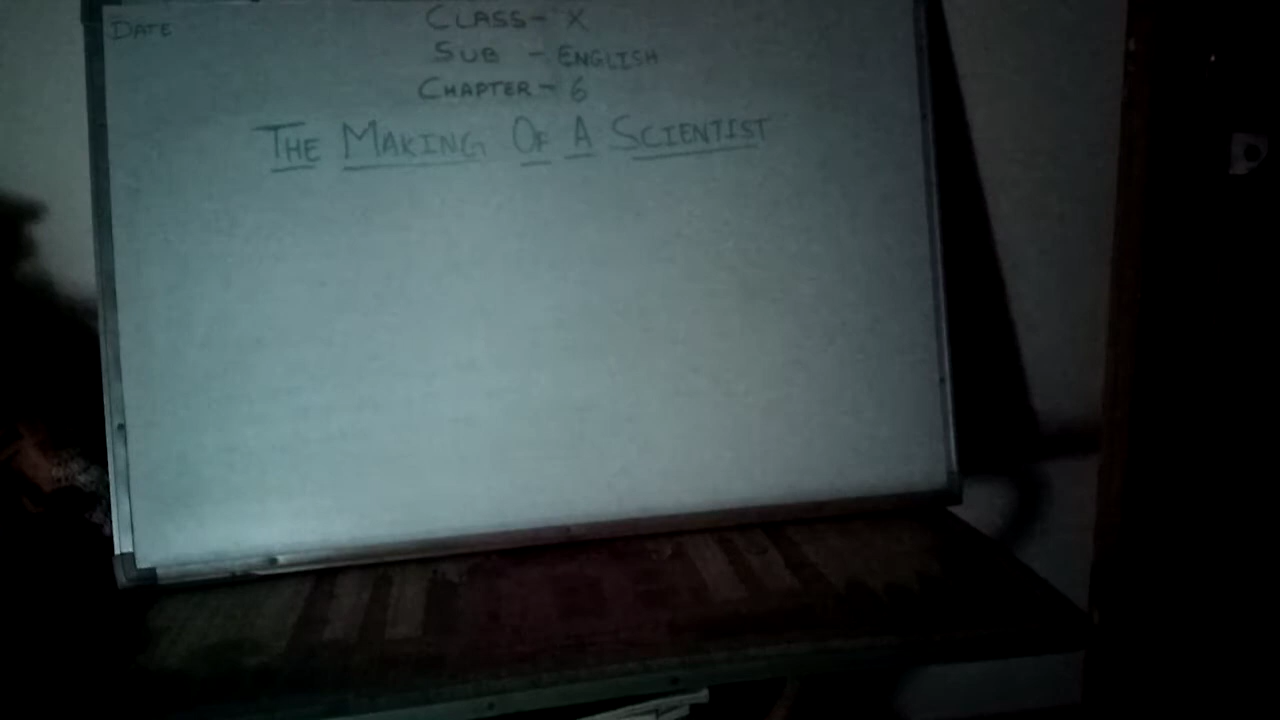 DATE
CLASS- X
SUB - ENGLISH
CHAPTER- 6
THE MAKING OF A SCIENTIST